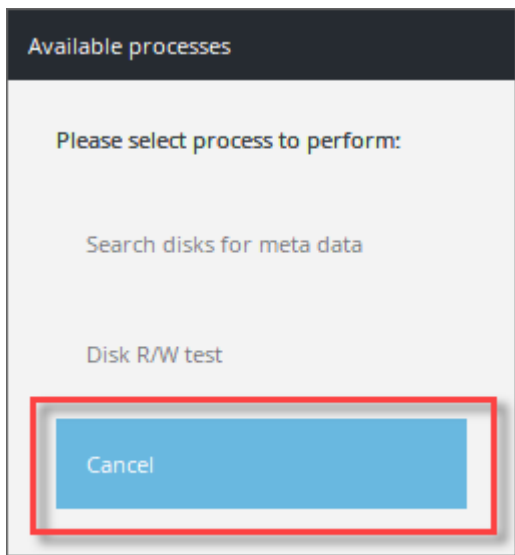 Available processes
Please select process to perform:
Search disks for meta data
Disk R/W test
Cancel